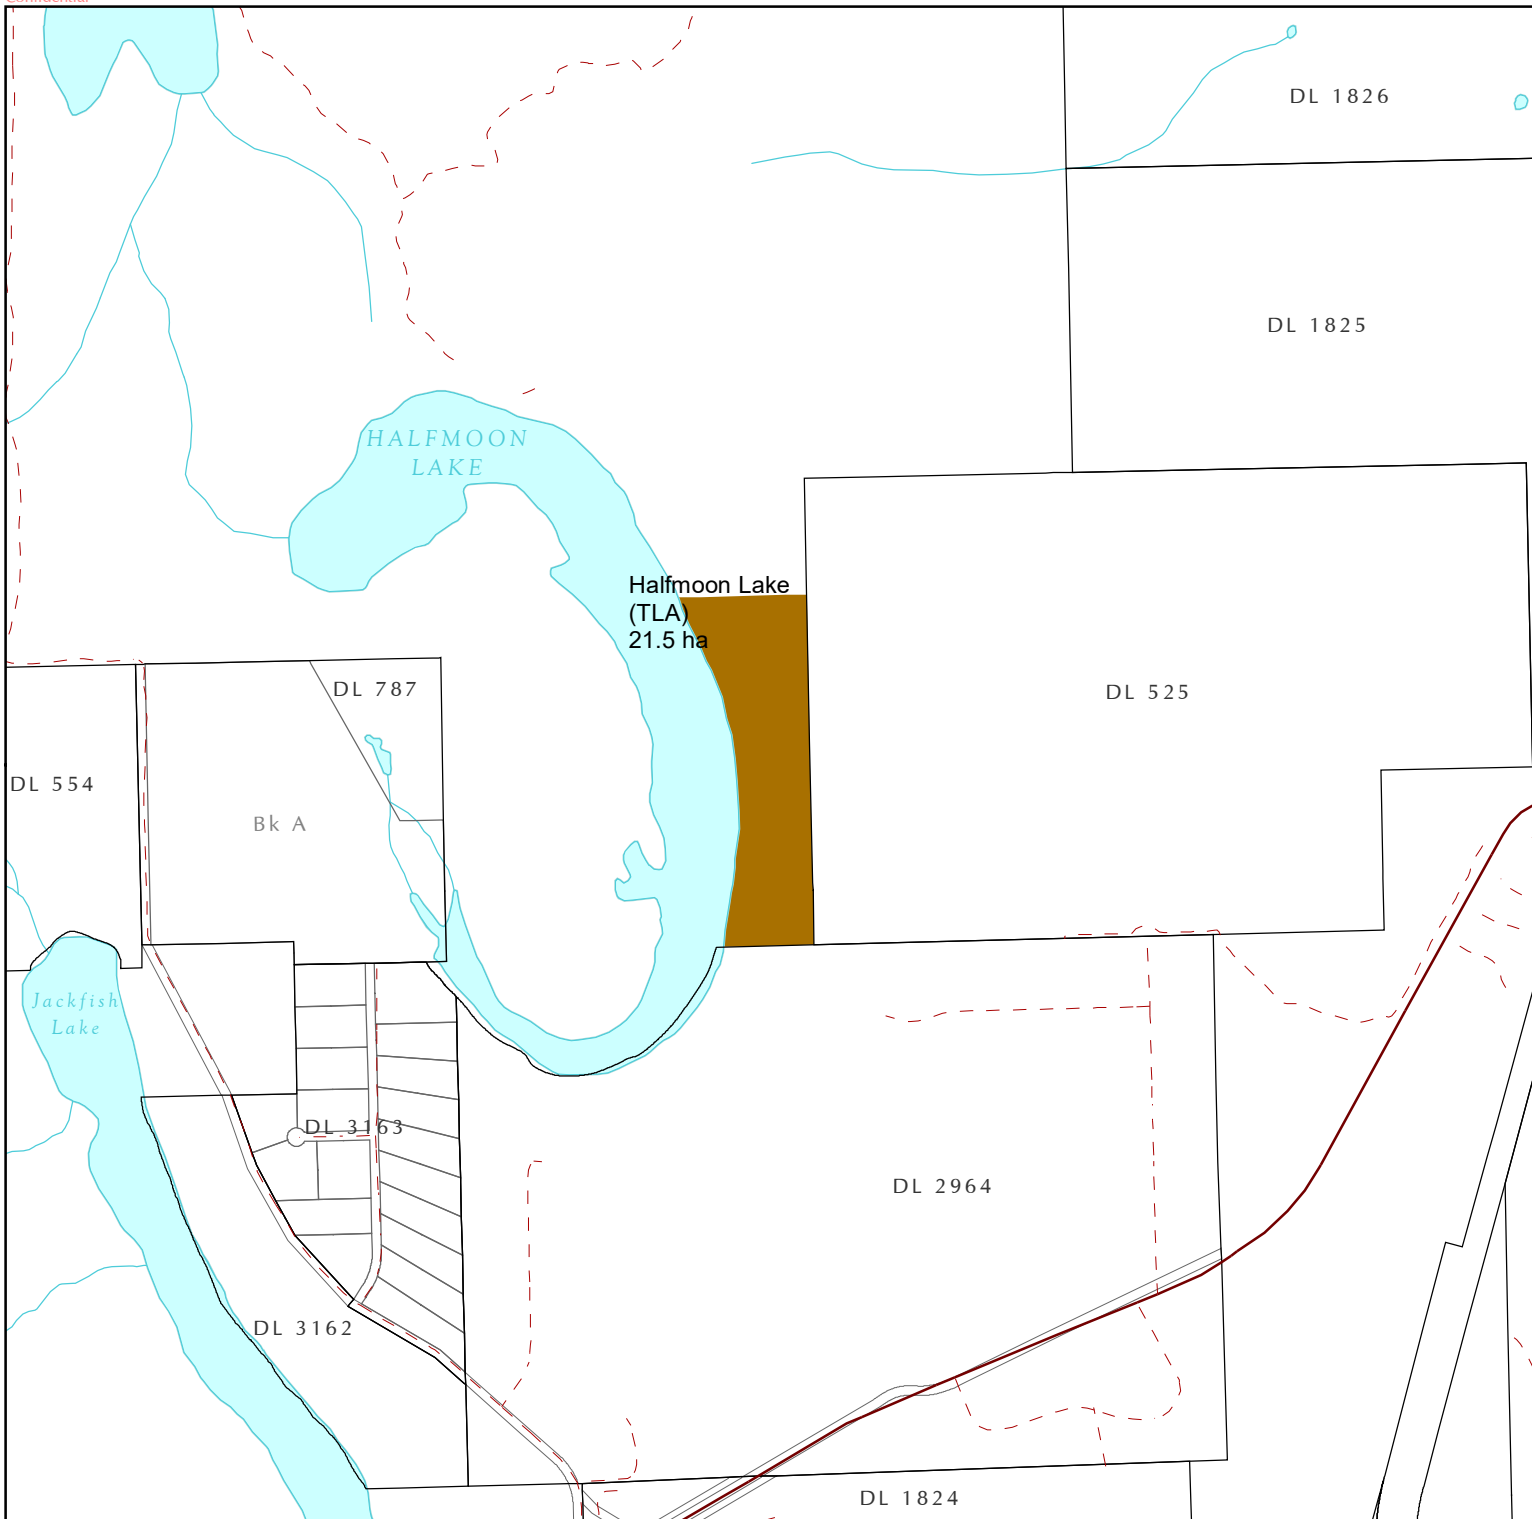 Confidential
DL 1826
DL 1825
HALFMOON
LAKE
Halfmoon Lake
(TLA)
21.5 ha
DL 787
DL 525
DL 554
Bk A
Jackfish
Lake
DL 3163
DL 2964
DL 3162
DL 1824